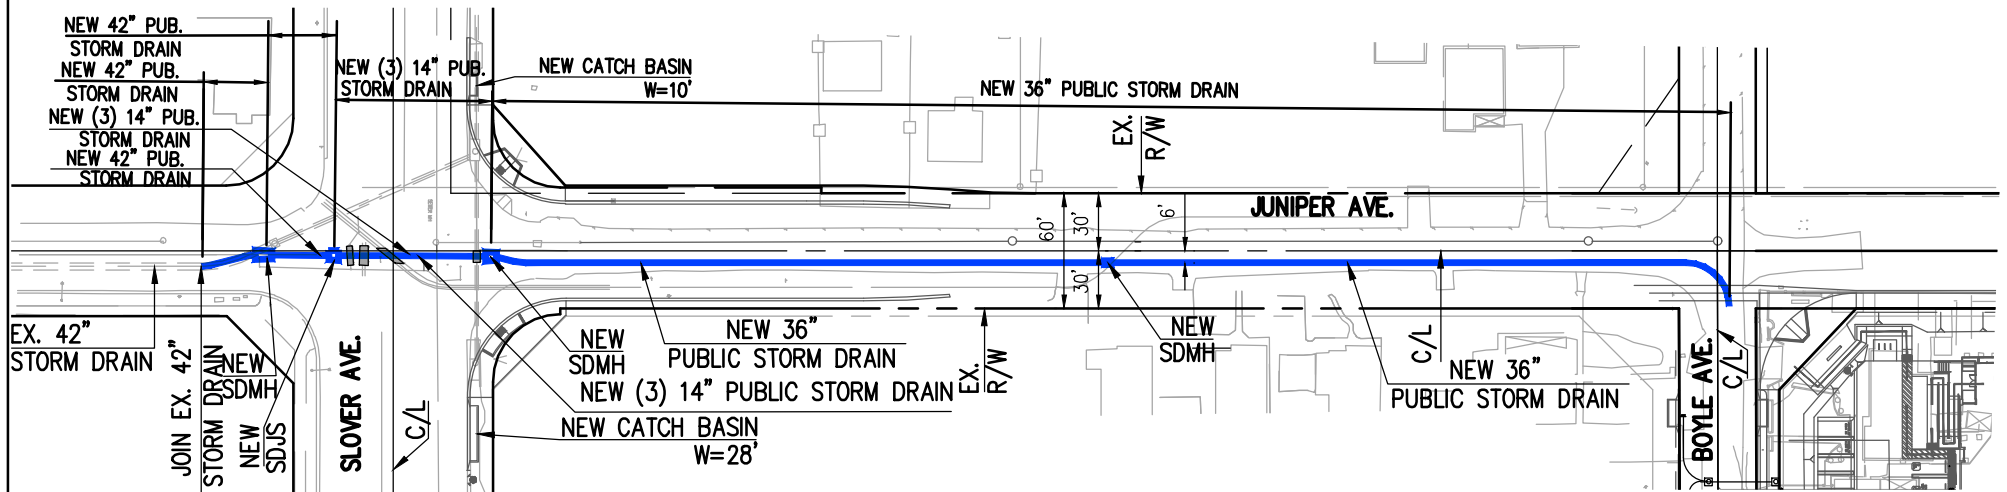 NEW 42" PUB.
STORM DRAIN
NEW 42" PUB.
STORM DRAIN
NEW (3) 14" PUB.
STORM DRAIN
NEW 42" PUB.
STORM DRAIN
NEW (3) 14" PUB.
STORM DRAIN
NEW CATCH BASIN
W=10'
NEW 36" PUBLIC STORM DRAIN
EX.
R/W
JUNIPER AVE.
60'
30'
6'
30'
EX. 42"
STORM DRAIN
JOIN EX. 42"
STORM DRAIN
NEW
SDMH
NEW
SDJS
SLOVER AVE.
C/L
NEW
SDMH
NEW 36"
PUBLIC STORM DRAIN
NEW (3) 14" PUBLIC STORM DRAIN
NEW CATCH BASIN
W=28'
EX.
R/W
NEW
SDMH
C/L
NEW 36"
PUBLIC STORM DRAIN
BOYLE AVE.
C/L